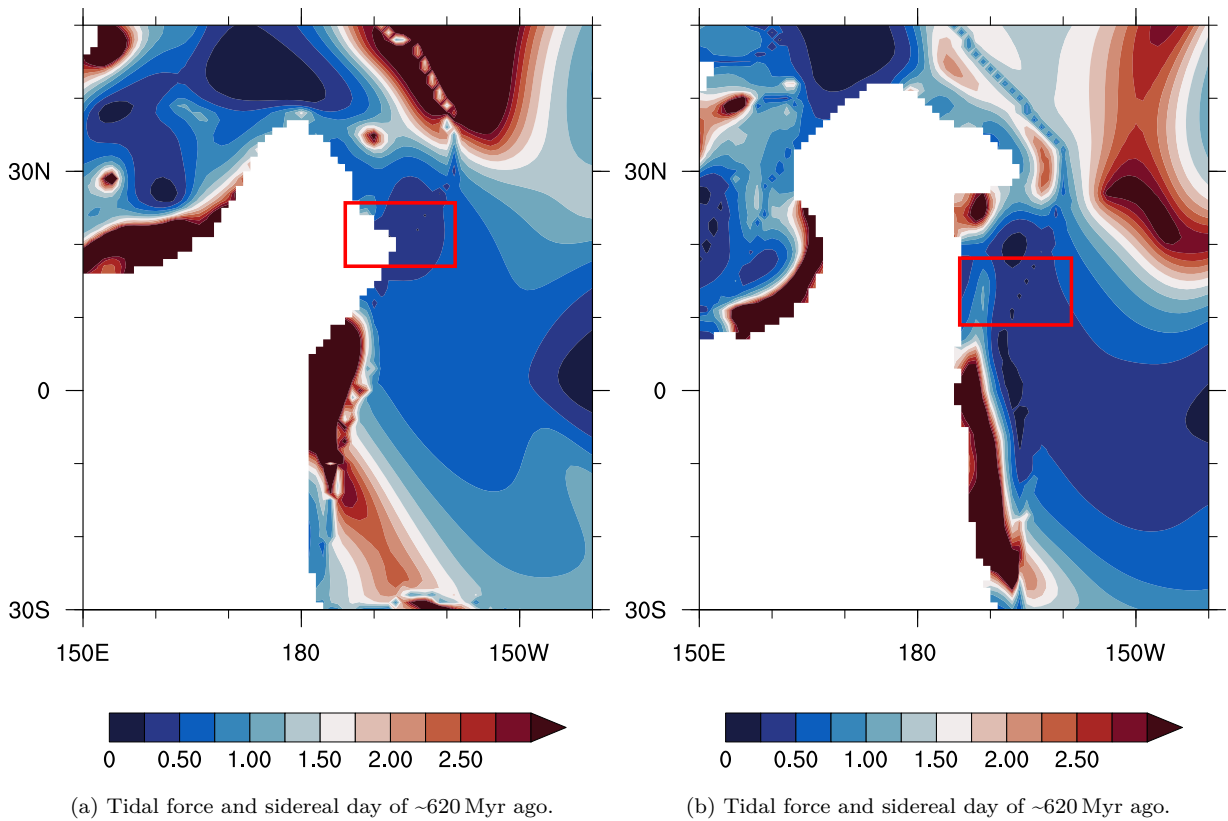 30N
0
30S
150E 180 150W
0 0.50 1.00 1.50 2.00 2.50
(a) Tidal force and sidereal day of ~620 Myr ago.
30N
0
30S
150E 180 150W
0 0.50 1.00 1.50 2.00 2.50
(b) Tidal force and sidereal day of ~620 Myr ago.